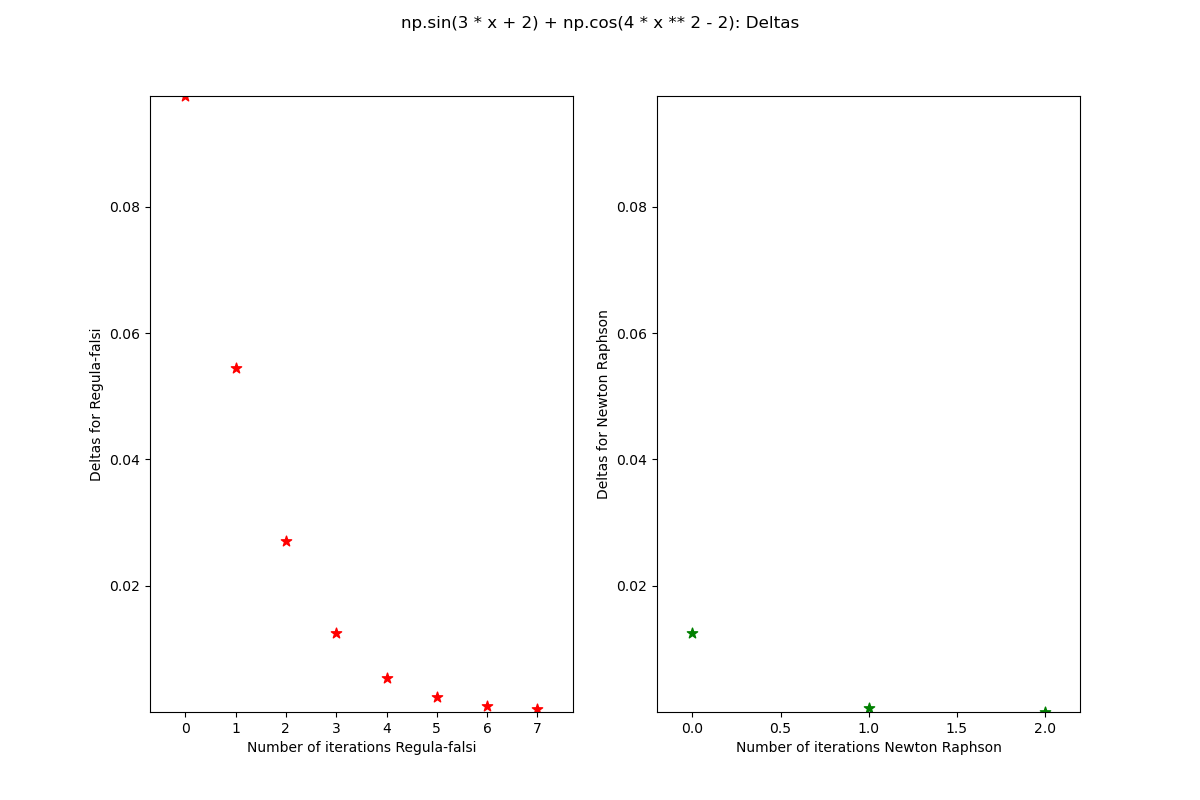 np.sin(3 * x + 2) + np.cos(4 * x ** 2 - 2): Deltas
Deltas for Regula-falsi
0.08
0.06
0.04
0.02
0 1 2 3 4 5 6 7
Number of iterations Regula-falsi
Deltas for Newton Raphson
0.08
0.06
0.04
0.02
0.0 0.5 1.0 1.5 2.0
Number of iterations Newton Raphson